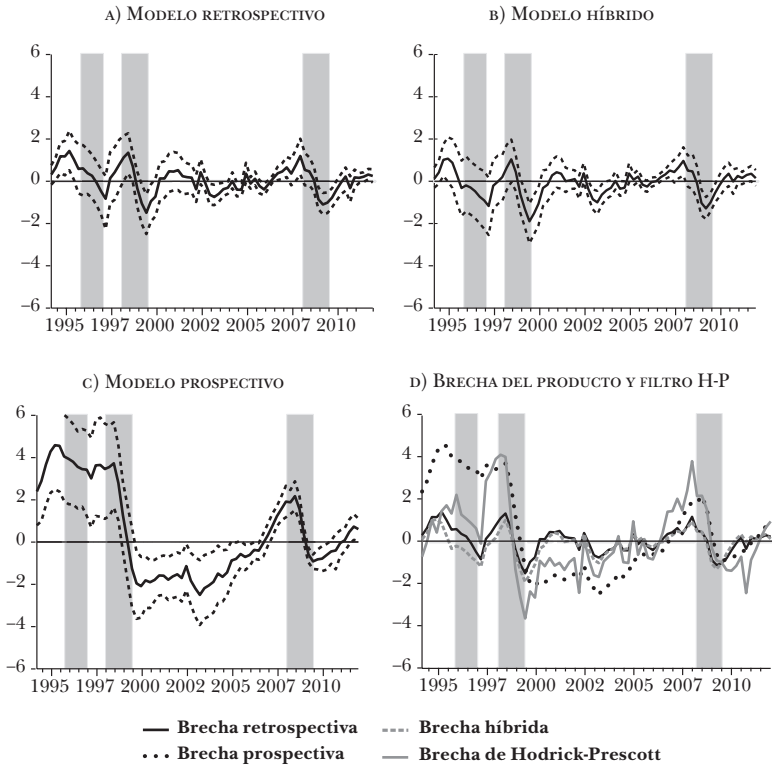 A) MODELO RETROSPECTIVO
6
4
2
0
−2
−4
−6
1995 1997 2000 2002 2005 2007 2010
B) MODELO HÍBRIDO
6
4
2
0
−2
−4
−6
1995 1997 2000 2002 2005 2007 2010
C) MODELO PROSPECTIVO
6
4
2
0
−2
−4
−6
1995 1997 2000 2002 2005 2007 2010
D) BRECHA DEL PRODUCTO Y FILTRO H-P
6
4
2
0
−2
−4
−6
1995 1997 2000 2002 2005 2007 2010
Brecha retrospectiva Brecha híbrida
Brecha prospectiva Brecha de Hodrick-Prescott